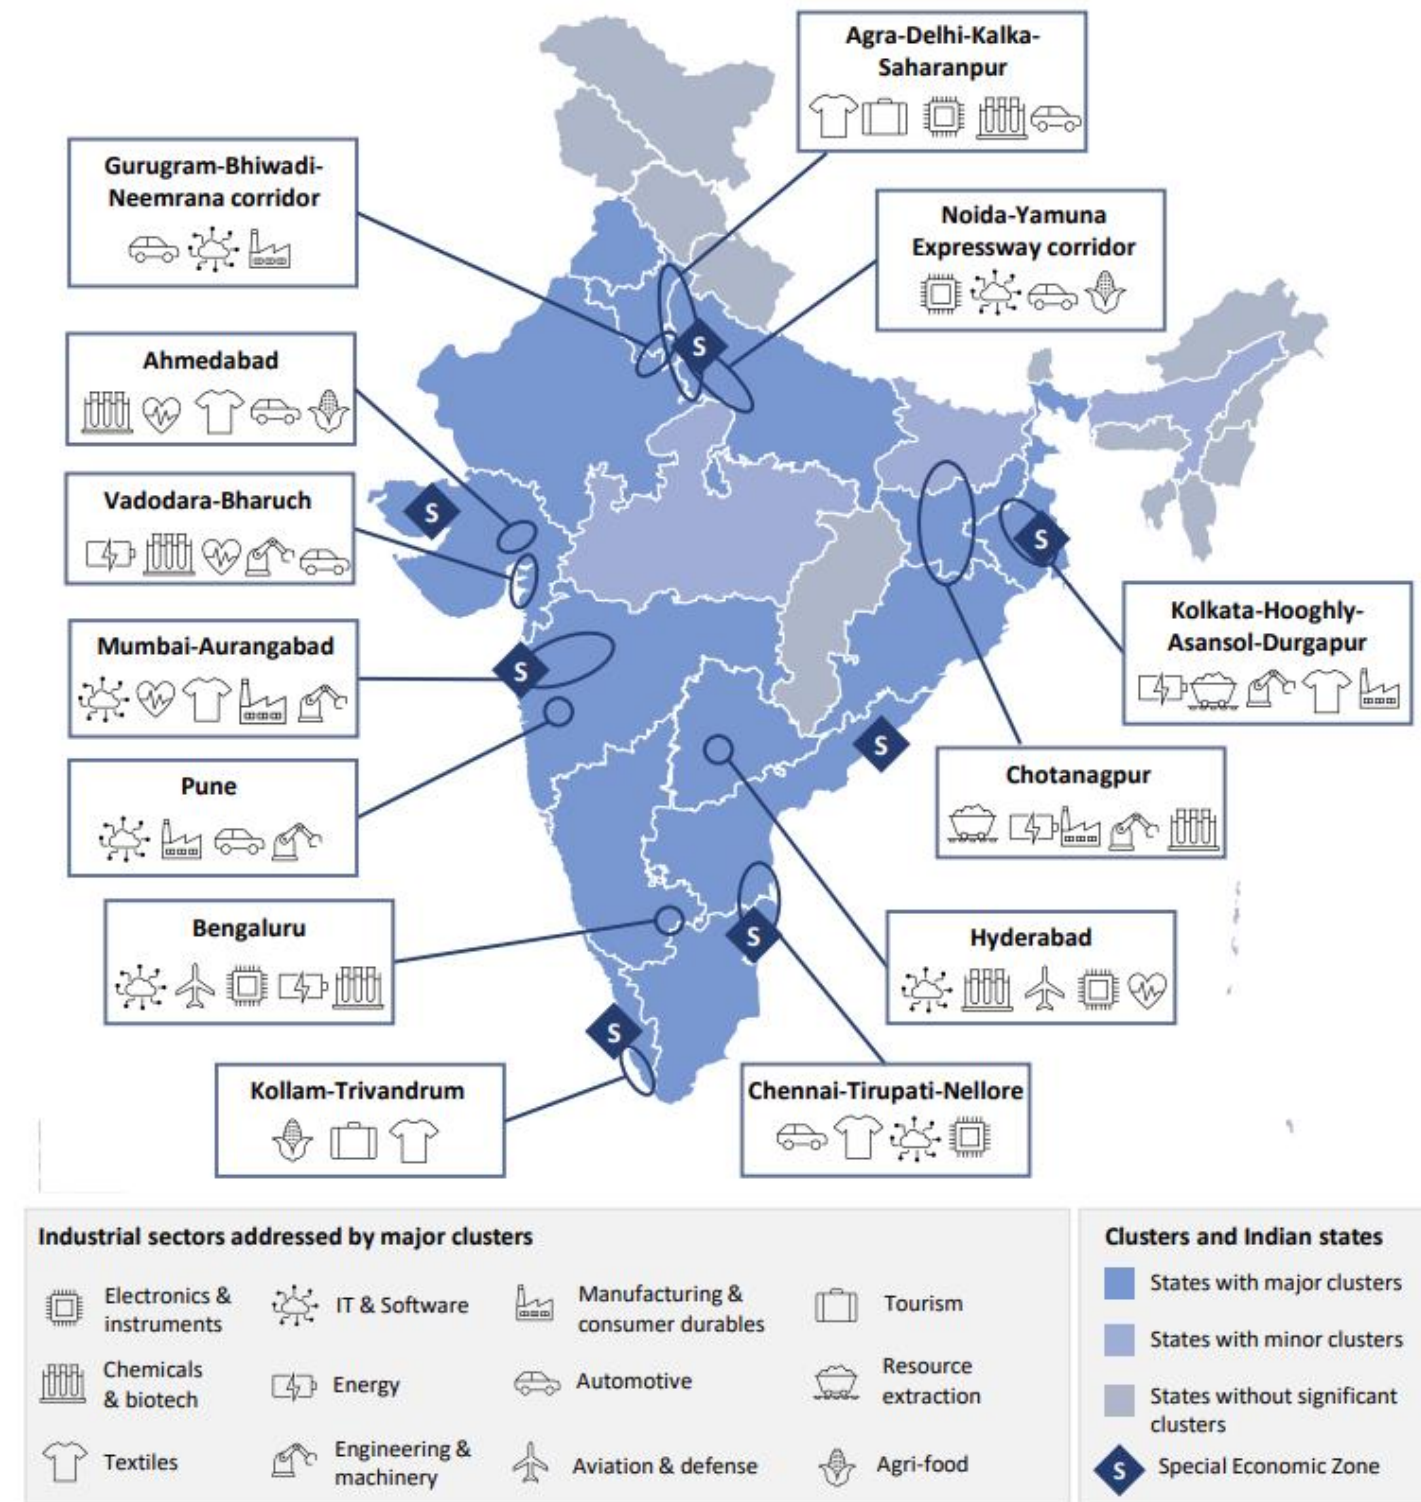 Agra-Delhi-Kalka-
Saharanpur
Gurugram-Bhiwadi-
Neemrana corridor
Noida-Yamuna
Expressway corridor
S
Ahmedabad
Vadodara-Bharuch
S
S
Kolkata-Hooghly-
Asansol-Durgapur
Mumbai-Aurangabad
S
S
Pune
Chotanagpur
Bengaluru
S
Hyderabad
S
Kollam-Trivandrum
Chennai-Tirupati-Nellore
Industrial sectors addressed by major clusters
Electronics &
instruments
IT & Software
Manufacturing &
consumer durables
Tourism
Chemicals
& biotech
Energy
Automotive
Resource
extraction
Textiles
Engineering &
machinery
Aviation & defense
Agri-food
Clusters and Indian states
States with major clusters
States with minor clusters
States without significant
clusters
S
Special Economic Zone